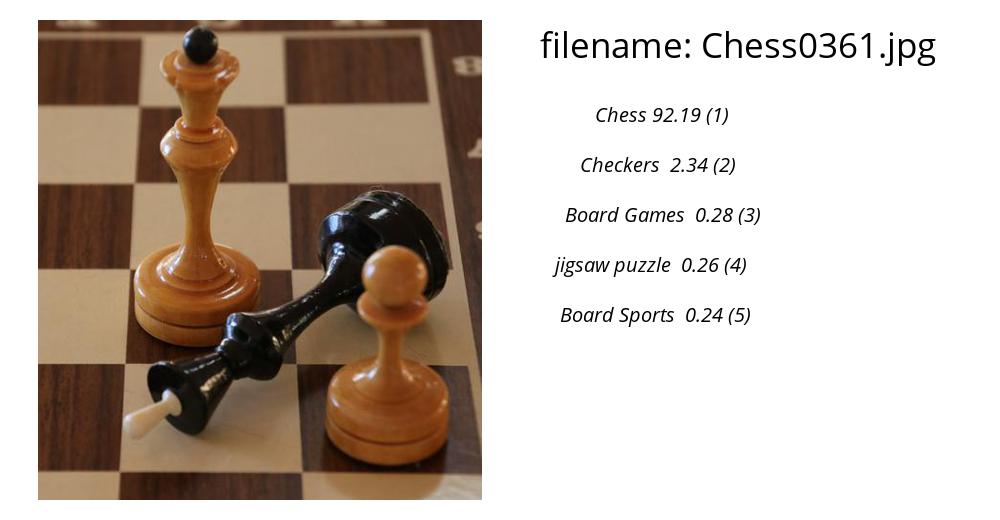 filename: Chess0361.jpg
Chess 92.19 (1)
Checkers 2.34 (2)
Board Games 0.28 (3)
jigsaw puzzle 0.26 (4)
Board Sports 0.24 (5)